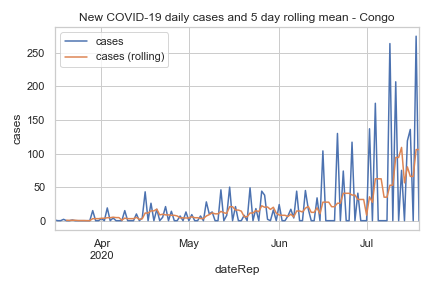 New COVID-19 daily cases and 5 day rolling mean - Congo
cases
cases (rolling)
250
200
150
100
50
0
cases
Apr
2020
May
Jun
Jul
dateRep